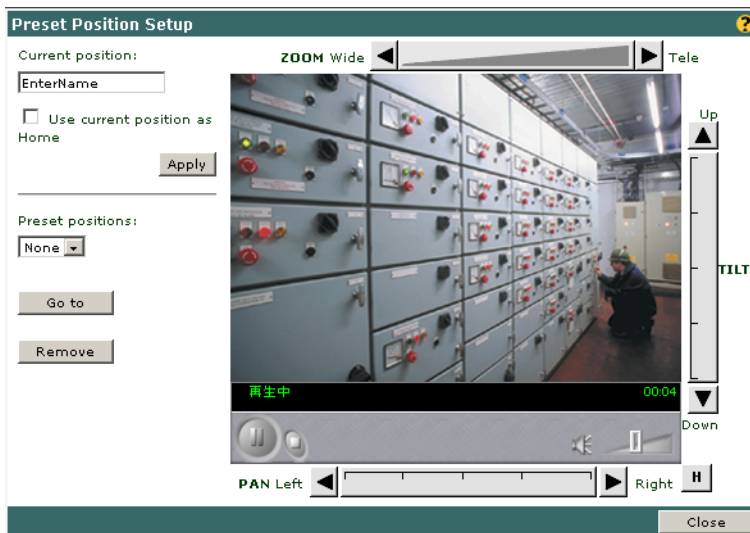 Preset Position Setup
?
Current position:
EnterName
Use current position as
Home
Apply
Preset positions:
None
Go to
Remove
ZOOM Wide
Tele
Up
TILT
Down
再生中
00:04
PAN Left
Right
H
Close